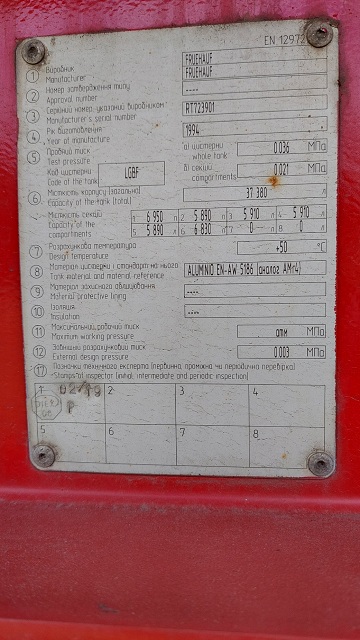 EN 12972
FRUEHAUF
① Виробник
Manufacturer FRUEHAUF
② Номер затвердження типу
Approval number ----
③ Серійний номер, указаний виробником
Manufacturer's serial number RT723901
④ Рік виготовлення
Year of manufacture 1994
⑤ Пробний тиск
Test pressure
а) цистерни
whole tank 0.036 МПа
б) секцій
compartments 0.021 МПа
Код цистерни
Code of the tank LGBF
⑥ Місткість корпусу (загальна)
Capacity of the tank (total) 37 380 л
Місткість секцій
Capacity of the
compartments
1 6 950 л 2 5 890 л 3 5 910 л 4 5 910 л
5 5 890 л 6 6 830 л 7 0 л 8 0 л
⑦ Розрахункова температура
Design temperature +50 °C
⑧ Матеріал цистерни і стандарт на нього
Tank material and material reference ALUMINIO EN-AW 5186 (аналог АМг4)
⑨ Матеріал захисного облицювання
Material protective lining ----
⑩ Ізоляція
Insulation ----
⑪ Максимальний робочий тиск
Maximum working pressure атм МПа
⑫ Зовнішній розрахунковий тиск
External design pressure 0.003 МПа
Позначки технічного експерта (первинна, проміжна чи періодична перевірка)
Stamps of inspector (initial, intermediate and periodic inspection)
1 2 3 4
02/19
P
5 6 7 8